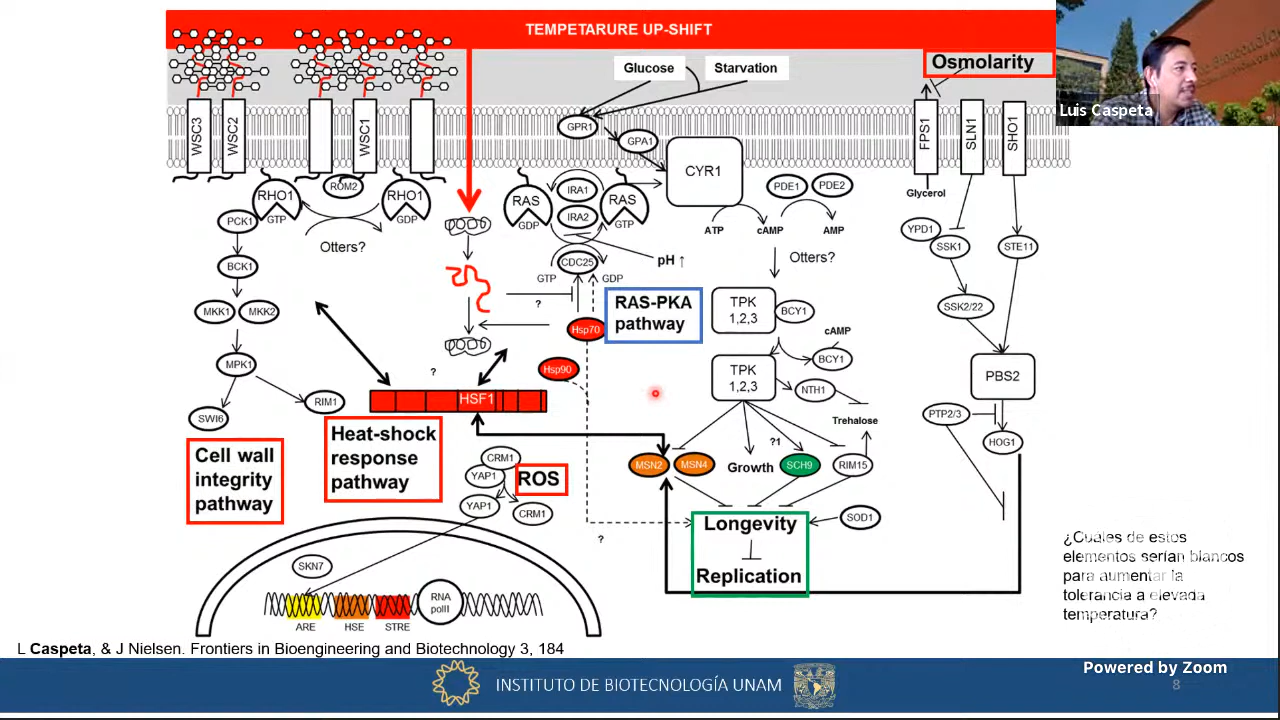 TEMPETARURE UP-SHIFT
Glucose
Starvation
Osmolarity
Luis Caspeta
WSC3
WSC2
WSC1
GPR1
GPA1
CYR1
FPS1
SLN1
SHO1
RHO1
GTP
ROM2
RHO1
GDP
RAS
GDP
IRA1
IRA2
RAS
GTP
PDE1
PDE2
Glycerol
PCK1
Otters?
CDC25
GTP
GDP
pH ↑
ATP
cAMP
AMP
Otters?
YPD1
SSK1
STE11
BCK1
?
RAS-PKA
pathway
TPK
1,2,3
BCY1
SSK2/22
MKK1
MKK2
Hsp70
cAMP
BCY1
MPK1
?
Hsp90
TPK
1,2,3
NTH1
PBS2
RIM1
HSF1
SWI6
Trehalose
PTP2/3
HOG1
Cell wall
integrity
pathway
Heat-shock
response
pathway
CRM1
YAP1
ROS
YAP1
CRM1
MSN2
MSN4
Growth
?1
SCH9
RIM15
Longevity
Replication
SOD1
?
SKN7
RNA
polII
ARE
HSE
STRE
¿Cuáles de estos
elementos serían blancos
para aumentar la
tolerancia a elevada
temperatura?
L Caspeta, & J Nielsen. Frontiers in Bioengineering and Biotechnology 3, 184
INSTITUTO DE BIOTECNOLOGÍA UNAM
Powered by Zoom
8